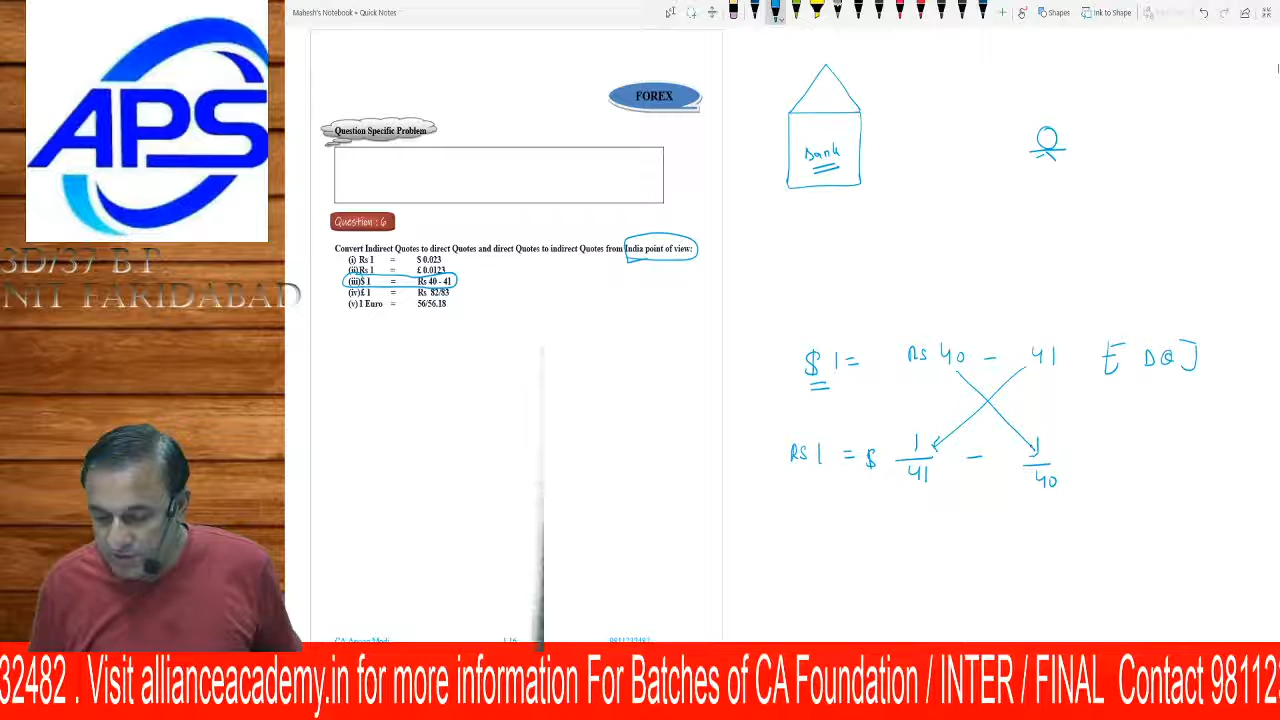 Mahesh's Notebook » Quick Notes
Shapes
Ink to Shape
APS
3D/37 B.P.
NIT FARIDABAD
FOREX
Question Specific Problem
Question : 6
Convert Indirect Quotes to direct Quotes and direct Quotes to indirect Quotes from India point of view:
(i) Rs 1 = $ 0.023
(ii) Rs 1 = £ 0.0123
(iii) $ 1 = Rs 40 - 41
(iv) £ 1 = Rs 82/83
(v) 1 Euro = 56/56.18
Bank
$ 1 = Rs 40 - 41 [ DQ ]
RS 1 = $ 1/41 - 1/40
9811232482
32482 . Visit allianceacademy.in for more information For Batches of CA Foundation / INTER / FINAL Contact 98112